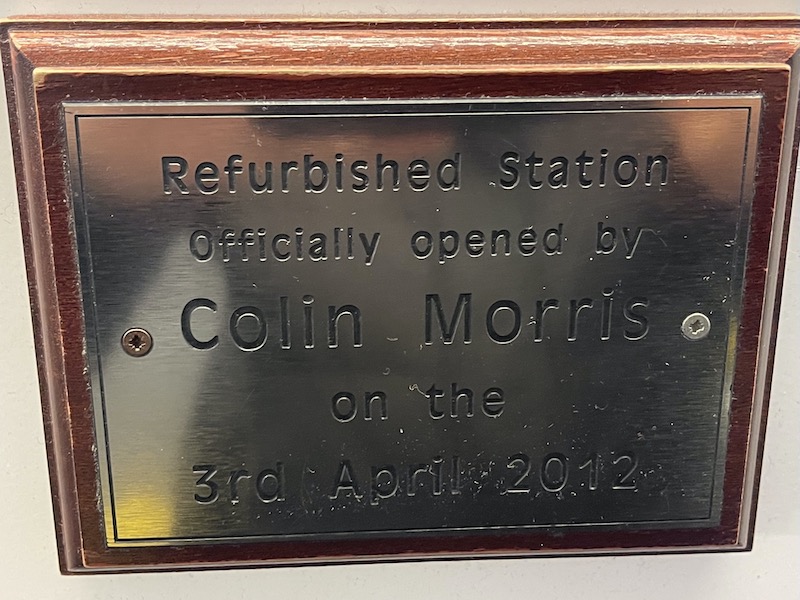 Refurbished Station
Officially opened by
Colin Morris
on the
3rd April 2012